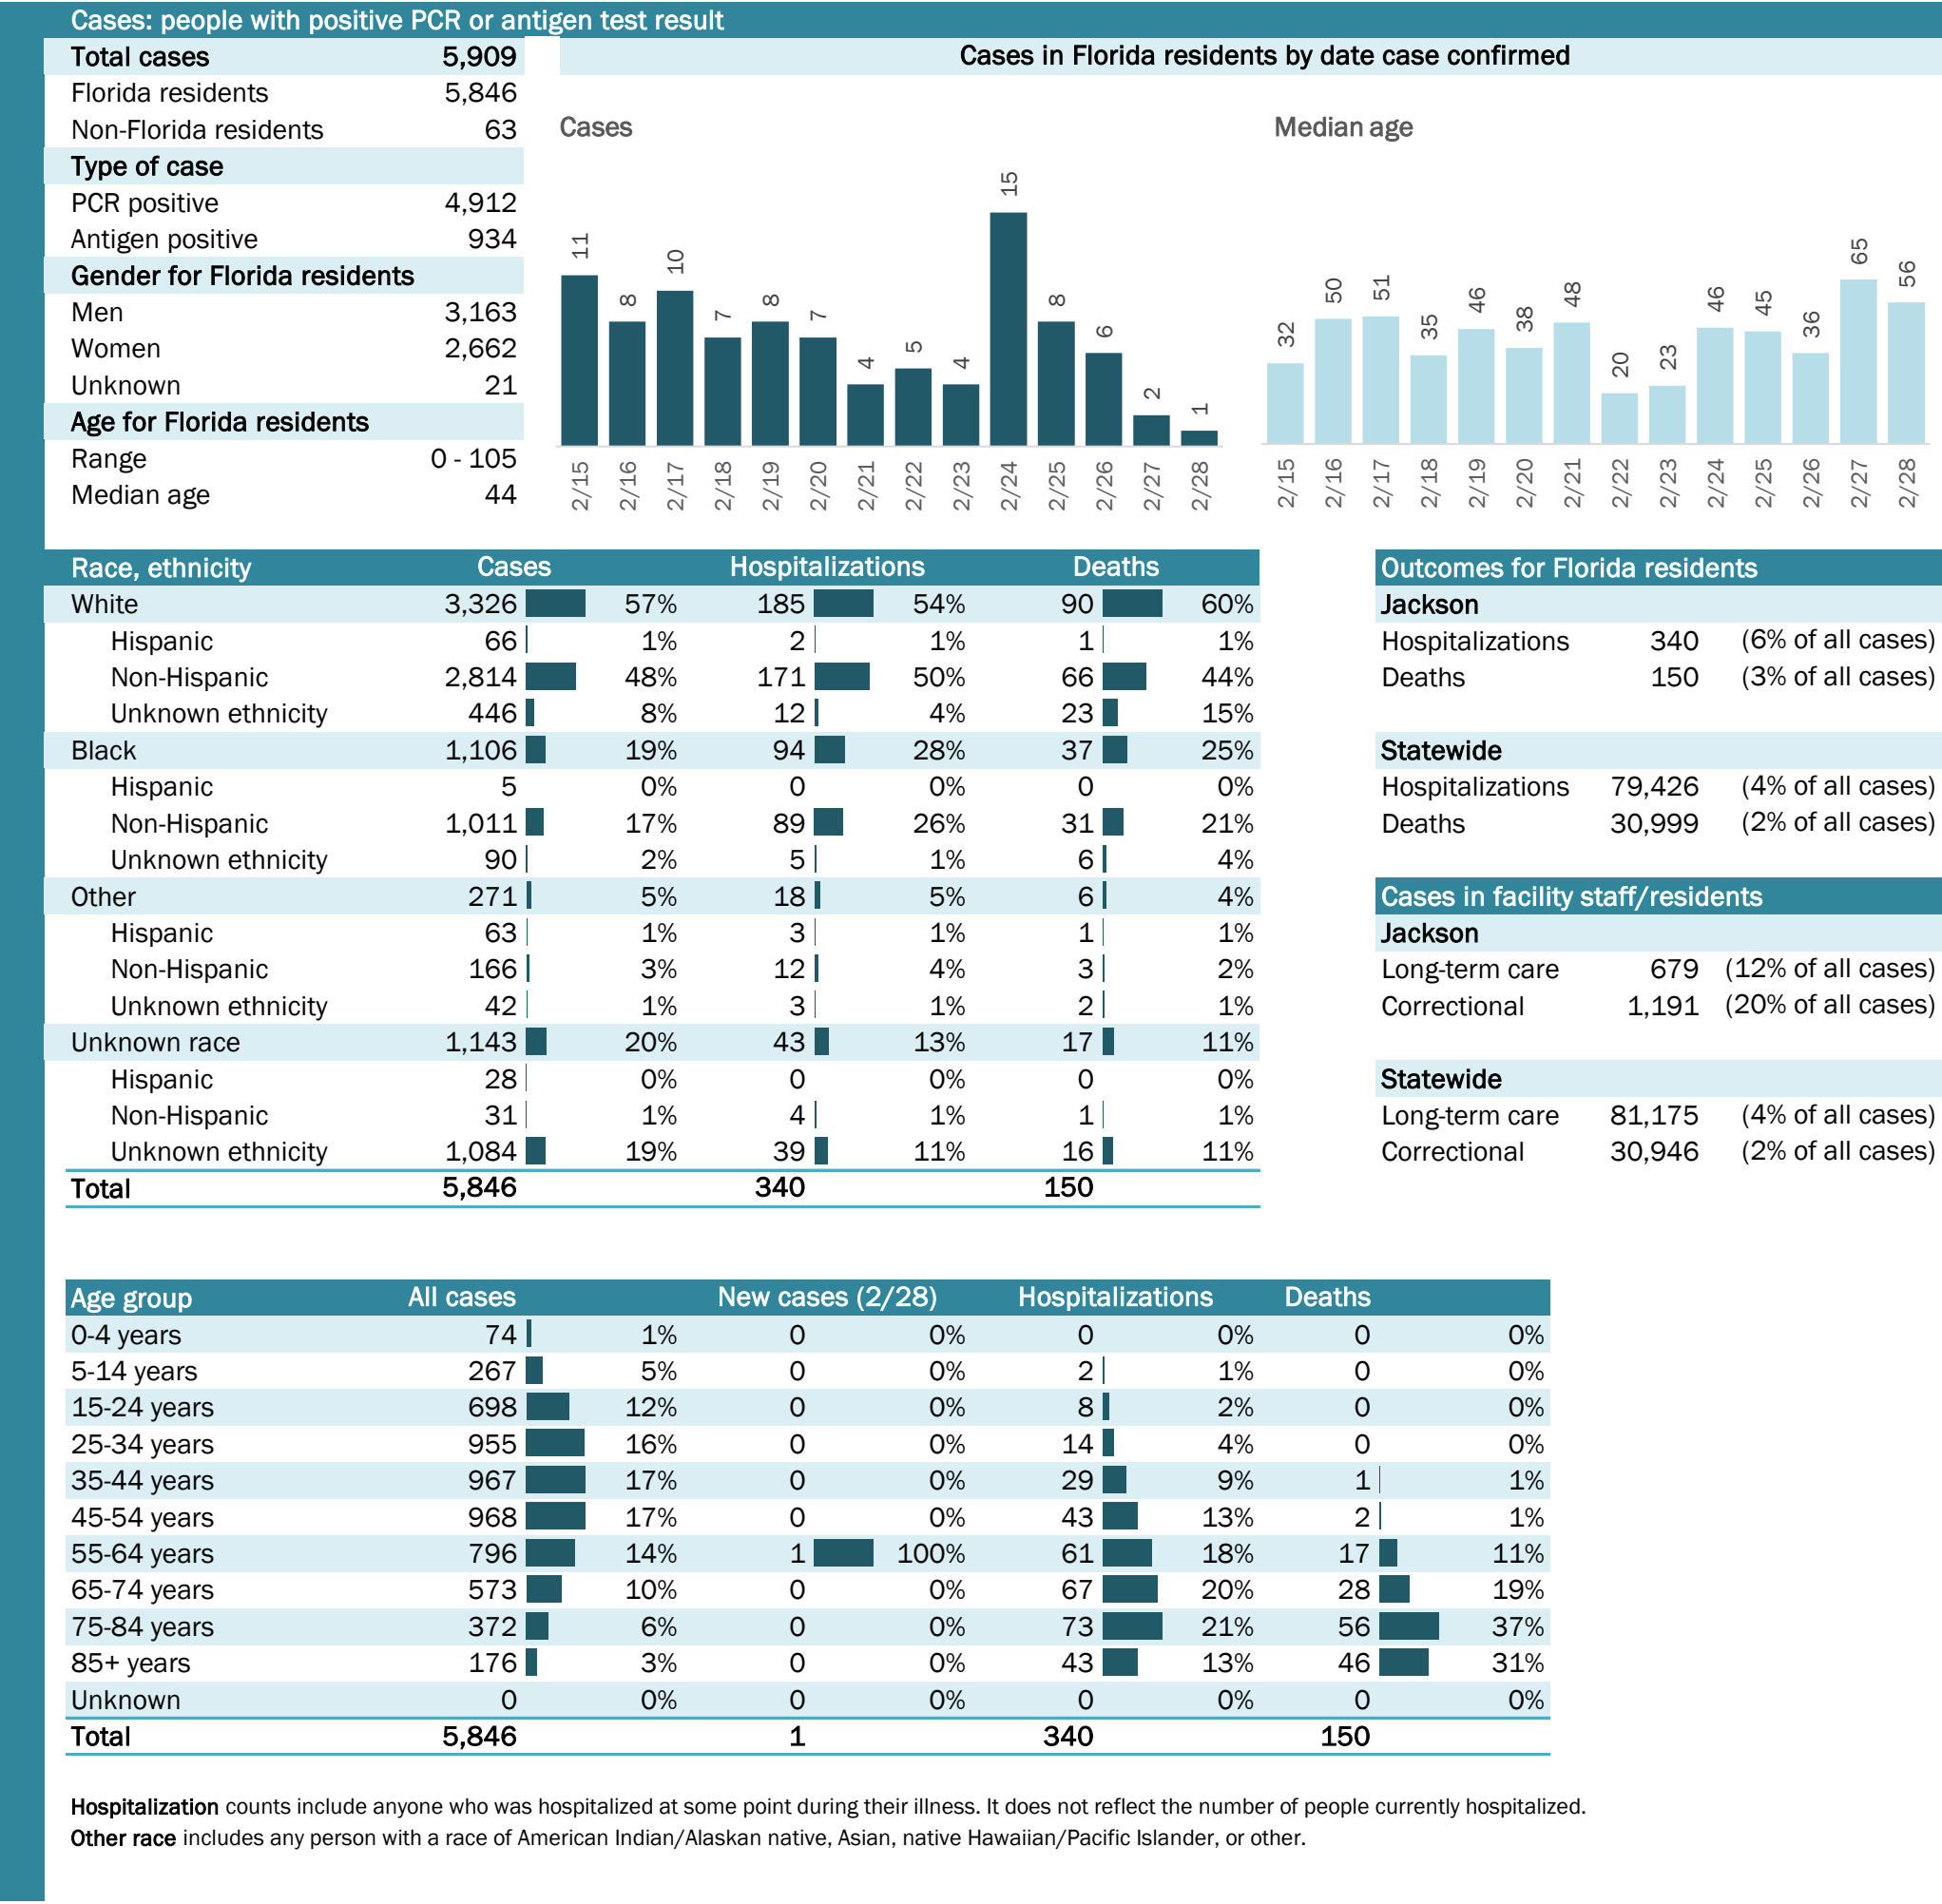 Cases: people with positive PCR or antigen test result
Total cases 5,909
Florida residents 5,846
Non-Florida residents 63
Type of case
PCR positive 4,912
Antigen positive 934
Gender for Florida residents
Men 3,163
Women 2,662
Unknown 21
Age for Florida residents
Range 0 - 105
Median age 44
Cases in Florida residents by date case confirmed
Cases
11 8 10 7 8 7 4 5 4 15 8 6 2 1
2/15 2/16 2/17 2/18 2/19 2/20 2/21 2/22 2/23 2/24 2/25 2/26 2/27 2/28
Median age
32 50 51 35 46 38 48 20 23 46 45 36 65 56
2/15 2/16 2/17 2/18 2/19 2/20 2/21 2/22 2/23 2/24 2/25 2/26 2/27 2/28
Race, ethnicity Cases Hospitalizations Deaths
White 3,326 57% 185 54% 90 60%
Hispanic 66 1% 2 1% 1 1%
Non-Hispanic 2,814 48% 171 50% 66 44%
Unknown ethnicity 446 8% 12 4% 23 15%
Black 1,106 19% 94 28% 37 25%
Hispanic 5 0% 0 0% 0 0%
Non-Hispanic 1,011 17% 89 26% 31 21%
Unknown ethnicity 90 2% 5 1% 6 4%
Other 271 5% 18 5% 6 4%
Hispanic 63 1% 3 1% 1 1%
Non-Hispanic 166 3% 12 4% 3 2%
Unknown ethnicity 42 1% 3 1% 2 1%
Unknown race 1,143 20% 43 13% 17 11%
Hispanic 28 0% 0 0% 0 0%
Non-Hispanic 31 1% 4 1% 1 1%
Unknown ethnicity 1,084 19% 39 11% 16 11%
Total 5,846 340 150
Outcomes for Florida residents
Jackson
Hospitalizations 340 (6% of all cases)
Deaths 150 (3% of all cases)
Statewide
Hospitalizations 79,426 (4% of all cases)
Deaths 30,999 (2% of all cases)
Cases in facility staff/residents
Jackson
Long-term care 679 (12% of all cases)
Correctional 1,191 (20% of all cases)
Statewide
Long-term care 81,175 (4% of all cases)
Correctional 30,946 (2% of all cases)
Age group All cases New cases (2/28) Hospitalizations Deaths
0-4 years 74 1% 0 0% 0 0% 0 0%
5-14 years 267 5% 0 0% 2 1% 0 0%
15-24 years 698 12% 0 0% 8 2% 0 0%
25-34 years 955 16% 0 0% 14 4% 0 0%
35-44 years 967 17% 0 0% 29 9% 1 1%
45-54 years 968 17% 0 0% 43 13% 2 1%
55-64 years 796 14% 1 100% 61 18% 17 11%
65-74 years 573 10% 0 0% 67 20% 28 19%
75-84 years 372 6% 0 0% 73 21% 56 37%
85+ years 176 3% 0 0% 43 13% 46 31%
Unknown 0 0% 0 0% 0 0% 0 0%
Total 5,846 1 340 150
Hospitalization counts include anyone who was hospitalized at some point during their illness. It does not reflect the number of people currently hospitalized.
Other race includes any person with a race of American Indian/Alaskan native, Asian, native Hawaiian/Pacific Islander, or other.